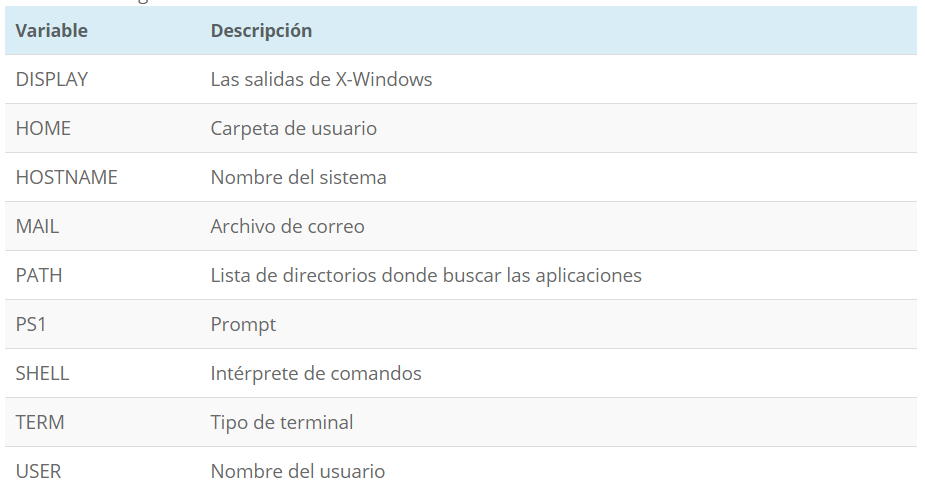 Variable Descripción
DISPLAY Las salidas de X-Windows
HOME Carpeta de usuario
HOSTNAME Nombre del sistema
MAIL Archivo de correo
PATH Lista de directorios donde buscar las aplicaciones
PS1 Prompt
SHELL Intérprete de comandos
TERM Tipo de terminal
USER Nombre del usuario